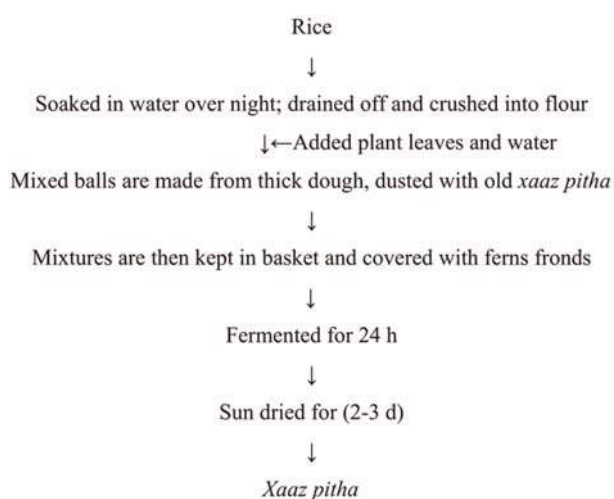 Rice
↓
Soaked in water over night; drained off and crushed into flour
↓←Added plant leaves and water
Mixed balls are made from thick dough, dusted with old xaaz pitha
↓
Mixtures are then kept in basket and covered with ferns fronds
↓
Fermented for 24 h
↓
Sun dried for (2-3 d)
↓
Xaaz pitha